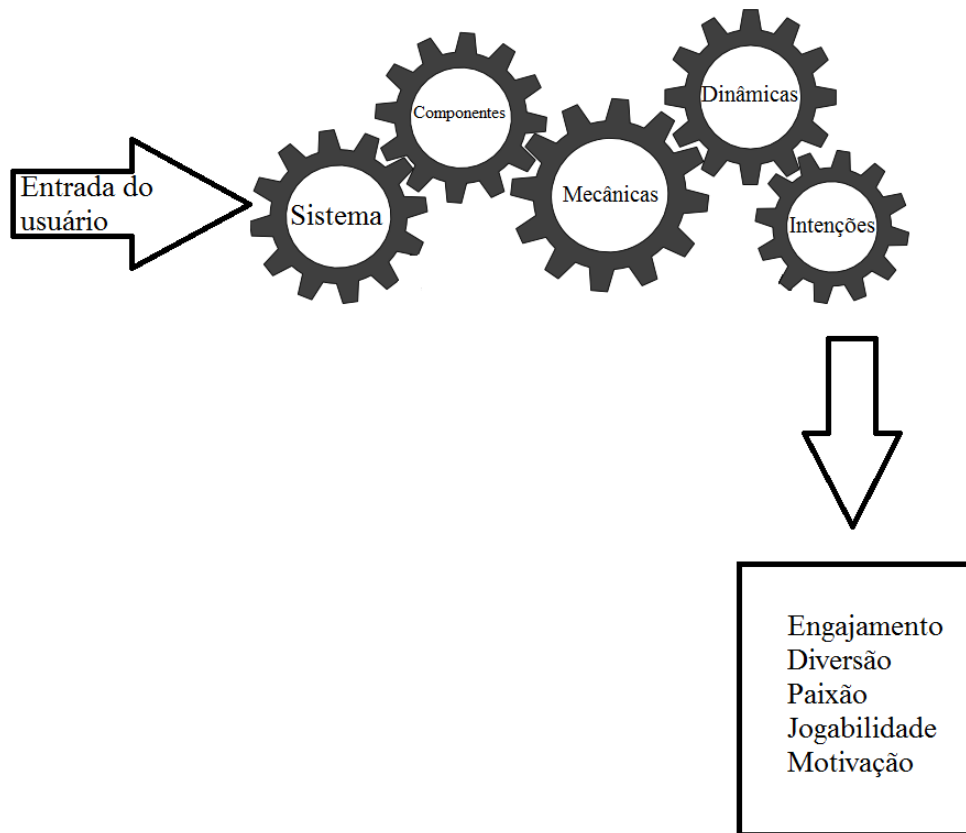 Entrada do
usuário
Sistema
Componentes
Mecânicas
Dinâmicas
Intenções
Engajamento
Diversão
Paixão
Jogabilidade
Motivação